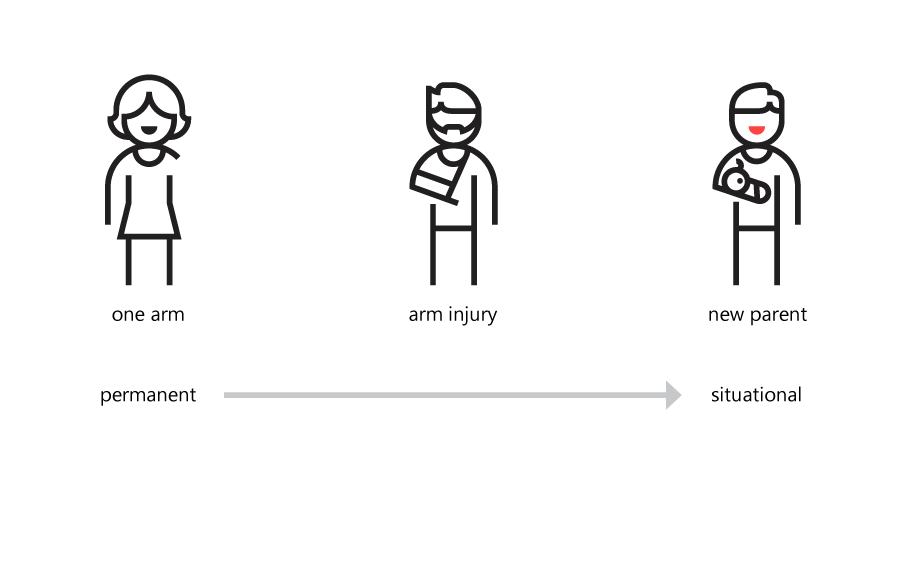 one arm
arm injury
new parent
permanent
situational